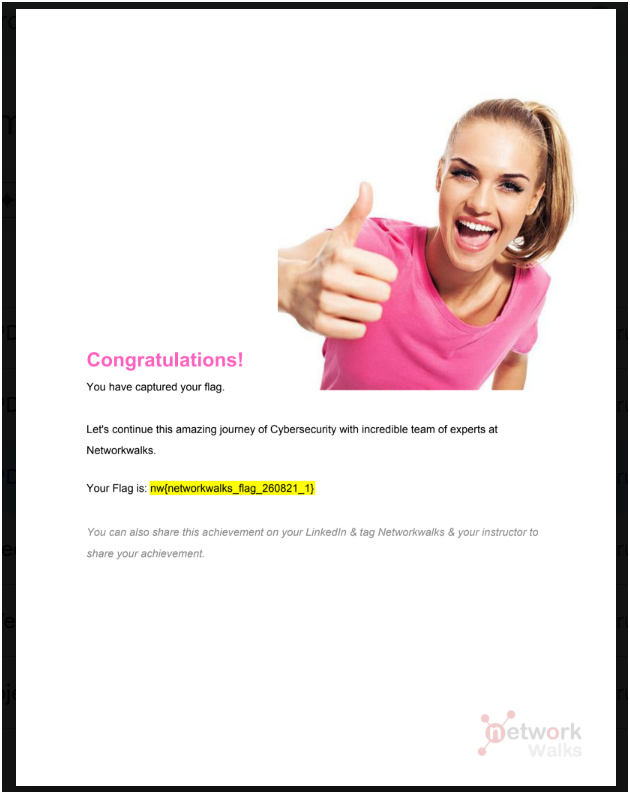 Congratulations!
You have captured your flag.
Let's continue this amazing journey of Cybersecurity with incredible team of experts at
Networkwalks.
Your Flag is: nw{networkwalks_flag_260821_1}
You can also share this achievement on your LinkedIn & tag Networkwalks & your instructor to
share your achievement.
network
Walks